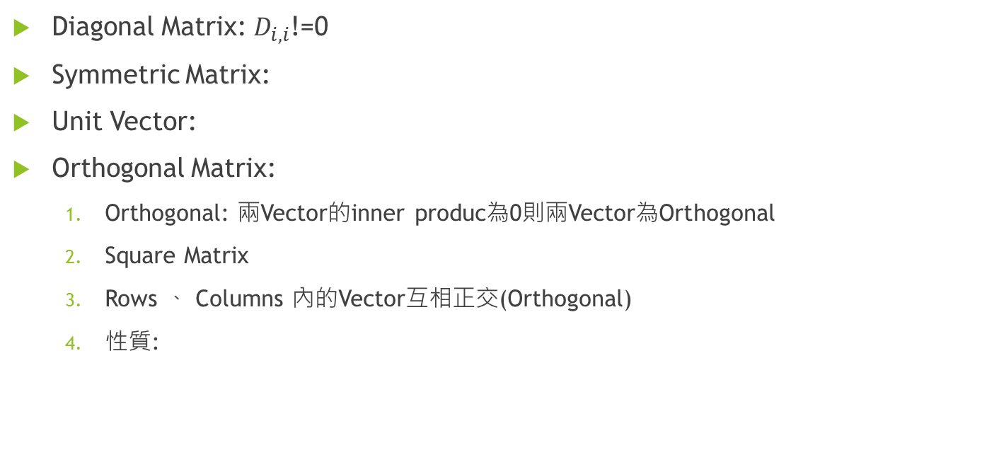 Diagonal Matrix: D_{i,i}!=0
Symmetric Matrix:
Unit Vector:
Orthogonal Matrix:
1. Orthogonal: 兩Vector的inner produc為0則兩Vector為Orthogonal
2. Square Matrix
3. Rows 、 Columns 內的Vector互相正交(Orthogonal)
4. 性質: